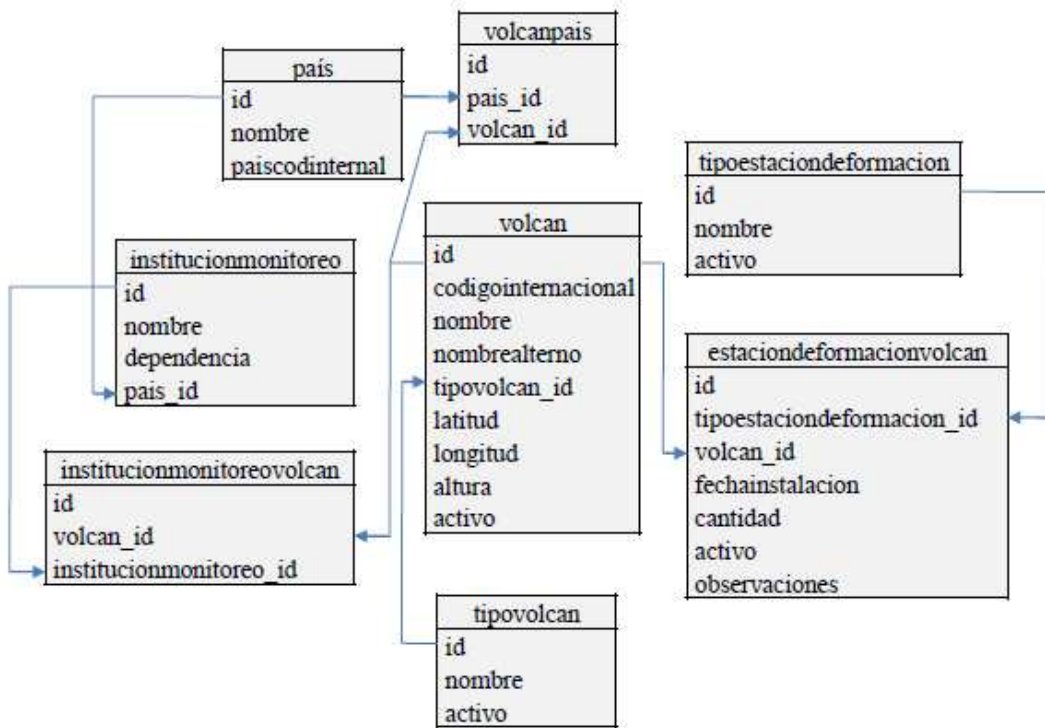 volcanpais
id
pais_id
volcan_id
país
id
nombre
paiscodinternal
tipoestaciondeformacion
id
nombre
activo
volcan
id
codigointernacional
nombre
nombrealterno
tipovolcan_id
latitud
longitud
altura
activo
institucionmonitoreo
id
nombre
dependencia
pais_id
estaciondeformacionvolcan
id
tipoestaciondeformacion_id
volcan_id
fechainstalacion
cantidad
activo
observaciones
institucionmonitoreovolcan
id
volcan_id
institucionmonitoreo_id
tipovolcan
id
nombre
activo